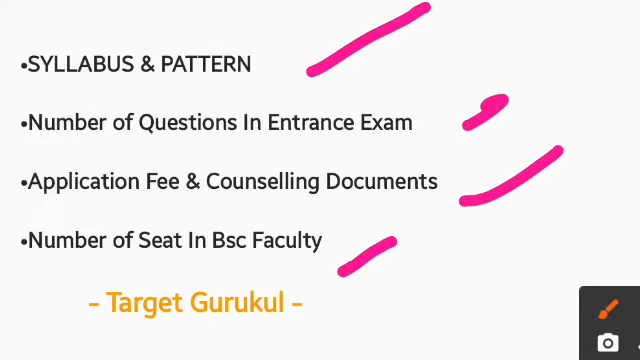 •SYLLABUS & PATTERN
•Number of Questions In Entrance Exam
•Application Fee & Counselling Documents
•Number of Seat In Bsc Faculty
– Target Gurukul –